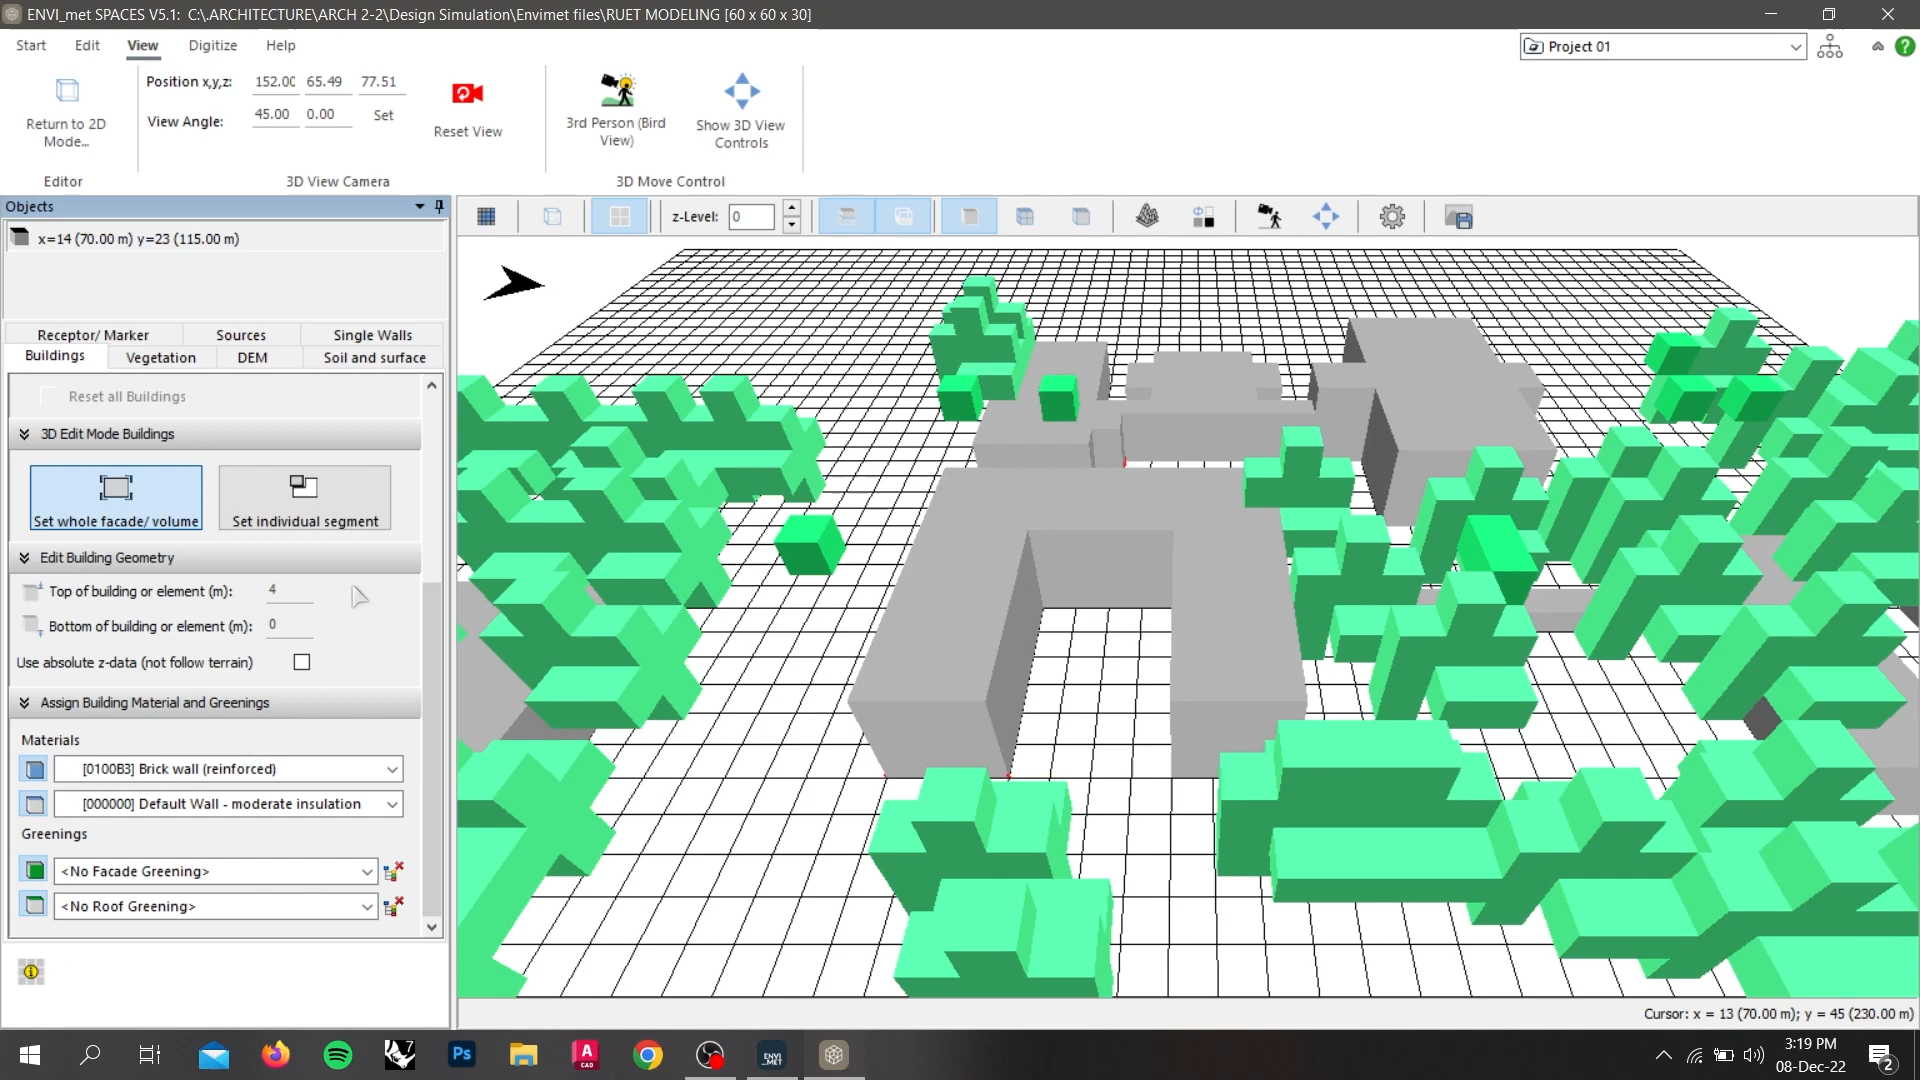 ENVI_met SPACES V5.1:  C:\.ARCHITECTURE\ARCH 2-2\Design Simulation\Envimet files\RUET MODELING [60 x 60 x 30]
Start Edit View Digitize Help
Project 01
Return to 2D Mode...
Editor
Position x,y,z: 152.00 65.49 77.51
View Angle: 45.00 0.00 Set
Reset View
3D View Camera
3rd Person (Bird View)
Show 3D View Controls
3D Move Control
Objects
z-Level: 0
x=14 (70.00 m) y=23 (115.00 m)
Receptor/ Marker Sources Single Walls
Buildings Vegetation DEM Soil and surface
Reset all Buildings
3D Edit Mode Buildings
Set whole facade/ volume
Set individual segment
Edit Building Geometry
Top of building or element (m): 4
Bottom of building or element (m): 0
Use absolute z-data (not follow terrain)
Assign Building Material and Greenings
Materials
[0100B3] Brick wall (reinforced)
[000000] Default Wall - moderate insulation
Greenings
<No Facade Greening>
<No Roof Greening>
Cursor: x = 13 (70.00 m); y = 45 (230.00 m)
Ps
A
CAD
ENVI
_MET
3:19 PM
08-Dec-22
2